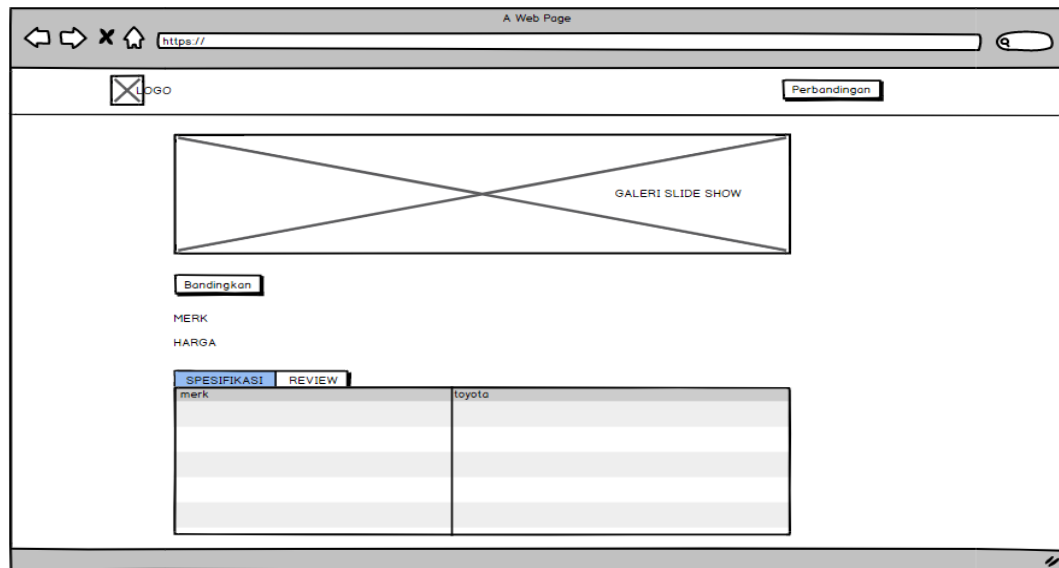 A Web Page
https://
LOGO
Perbandingan
GALERI SLIDE SHOW
Bandingkan
MERK
HARGA
SPESIFIKASI REVIEW
merk toyota